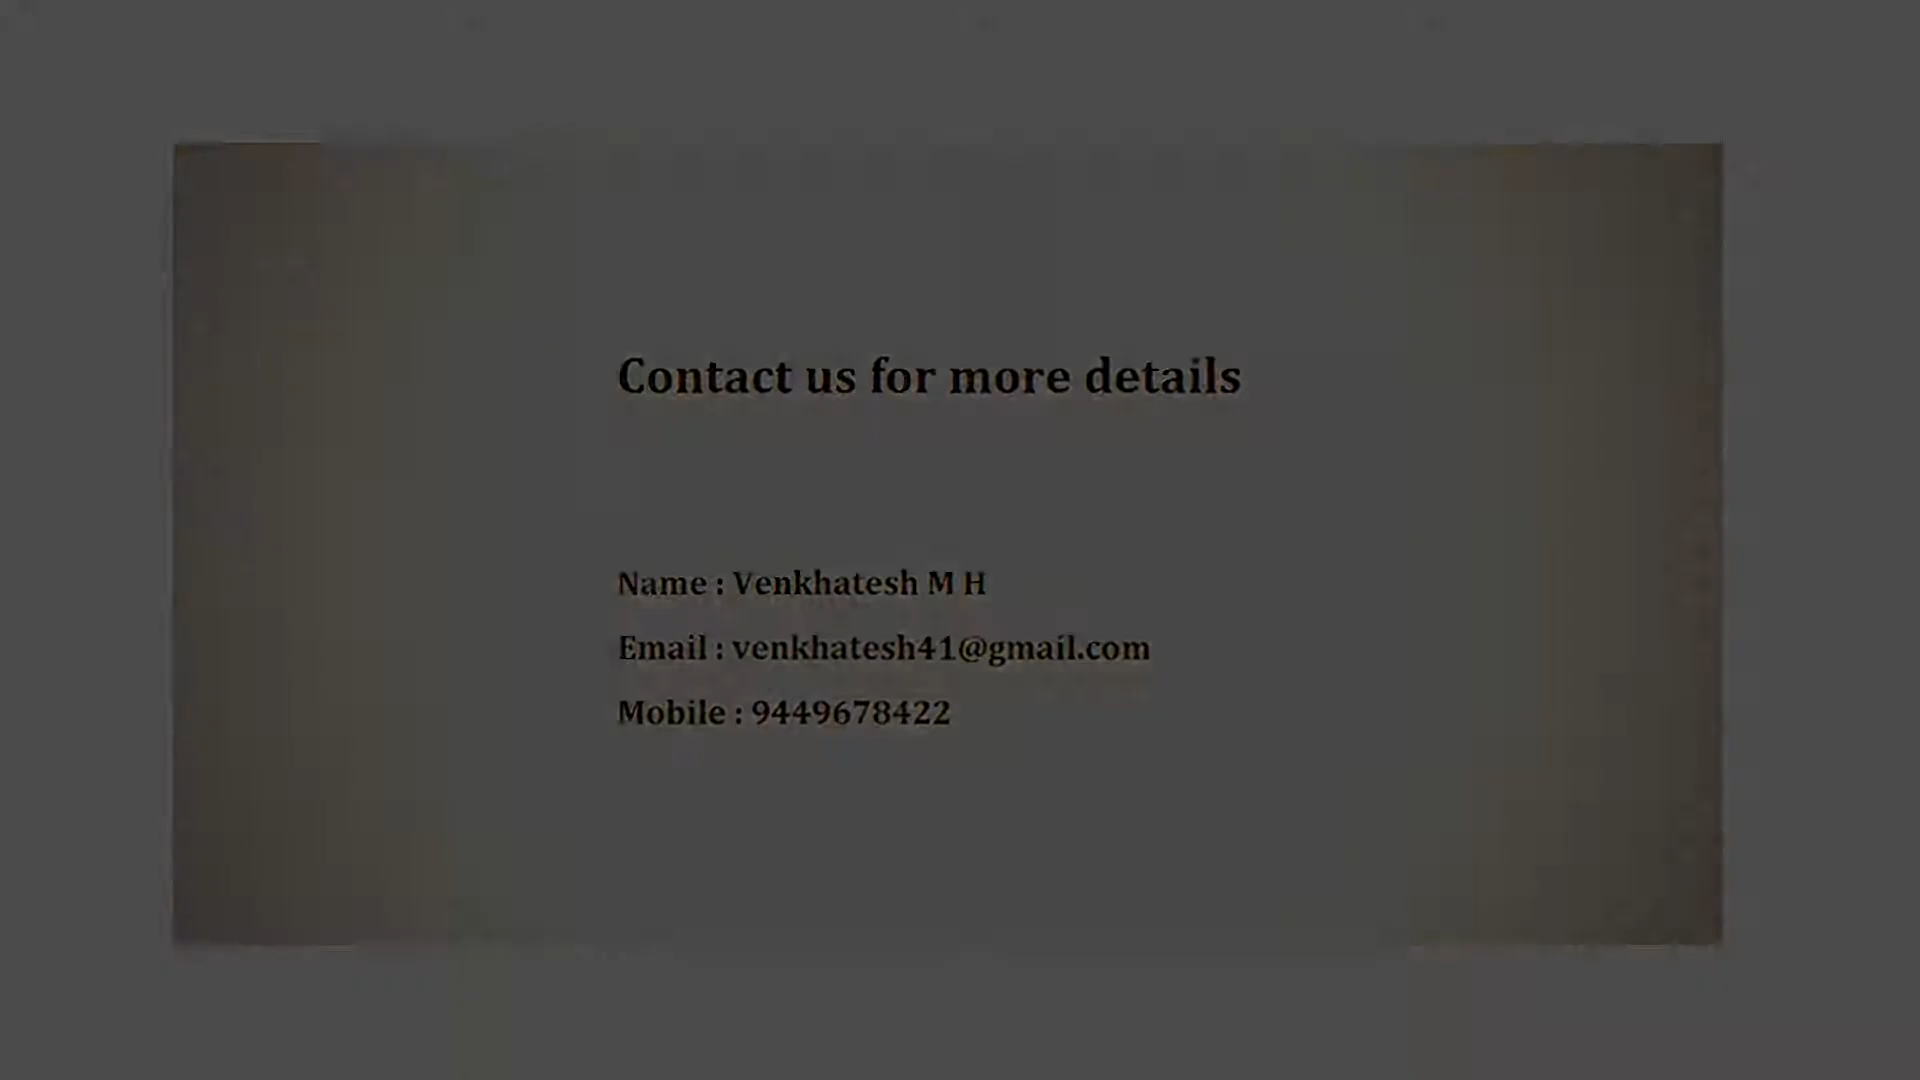 Contact us for more details
Name : Venkhatesh M H
Email : venkhatesh41@gmail.com
Mobile : 9449678422